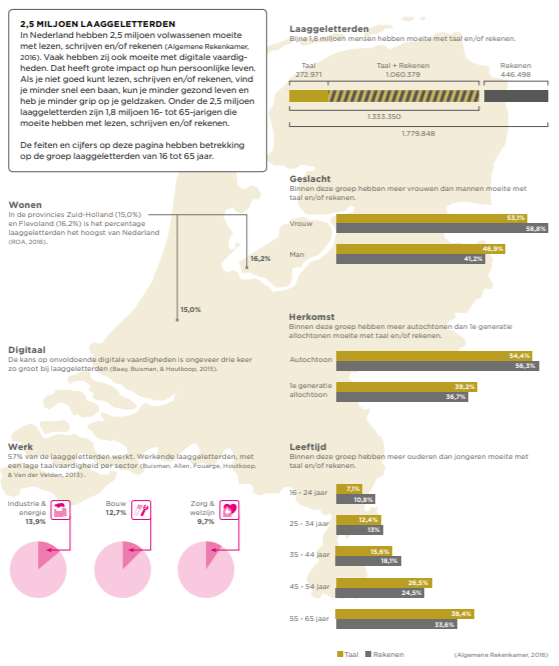 2,5 MILJOEN LAAGGELETTERDEN
In Nederland hebben 2,5 miljoen volwassenen moeite
met lezen, schrijven en/of rekenen (Algemene Rekenkamer,
2016). Vaak hebben zij ook moeite met digitale vaardig-
heden. Dat heeft grote impact op hun persoonlijke leven.
Als je niet goed kunt lezen, schrijven en/of rekenen, vind
je minder snel een baan, kun je minder gezond leven en
heb je minder grip op je geldzaken. Onder de 2,5 miljoen
laaggeletterden zijn 1,8 miljoen 16- tot 65-jarigen die
moeite hebben met lezen, schrijven en/of rekenen.
De feiten en cijfers op deze pagina hebben betrekking
op de groep laaggeletterden van 16 tot 65 jaar.
Laaggeletterden
Bijna 1,8 miljoen mensen hebben moeite met taal en/of rekenen.
Taal Taal + Rekenen Rekenen
272.971 1.060.379 446.498
1.333.350
1.779.848
Wonen
In de provincies Zuid-Holland (15,0%)
en Flevoland (16,2%) is het percentage
laaggeletterden het hoogst van Nederland
(ROA, 2016).
16,2%
15,0%
Geslacht
Binnen deze groep hebben meer vrouwen dan mannen moeite met
taal en/of rekenen.
Vrouw 53,1%
58,8%
Man 46,9%
41,2%
Herkomst
Binnen deze groep hebben meer autochtonen dan 1e generatie
allochtonen moeite met taal en/of rekenen.
Autochtoon 54,4%
56,3%
1e generatie
allochtoon
39,2%
36,7%
Digitaal
De kans op onvoldoende digitale vaardigheden is ongeveer drie keer
zo groot bij laaggeletterden (Baay, Buisman, & Houtkoop, 2015).
Werk
57% van de laaggeletterden werkt. Werkende laaggeletterden, met
een lage taalvaardigheid per sector (Buisman, Allen, Fouarge, Houtkoop,
& Van der Velden, 2013).
Industrie &
energie
13,9%
Bouw
12,7%
Zorg &
welzijn
9,7%
Leeftijd
Binnen deze groep hebben meer ouderen dan jongeren moeite met
taal en/of rekenen.
16 - 24 jaar 7,1%
10,8%
25 - 34 jaar 12,4%
13%
35 - 44 jaar 15,6%
18,1%
45 - 54 jaar 26,5%
24,5%
55 - 65 jaar 38,4%
33,6%
Taal Rekenen (Algemene Rekenkamer, 2016)